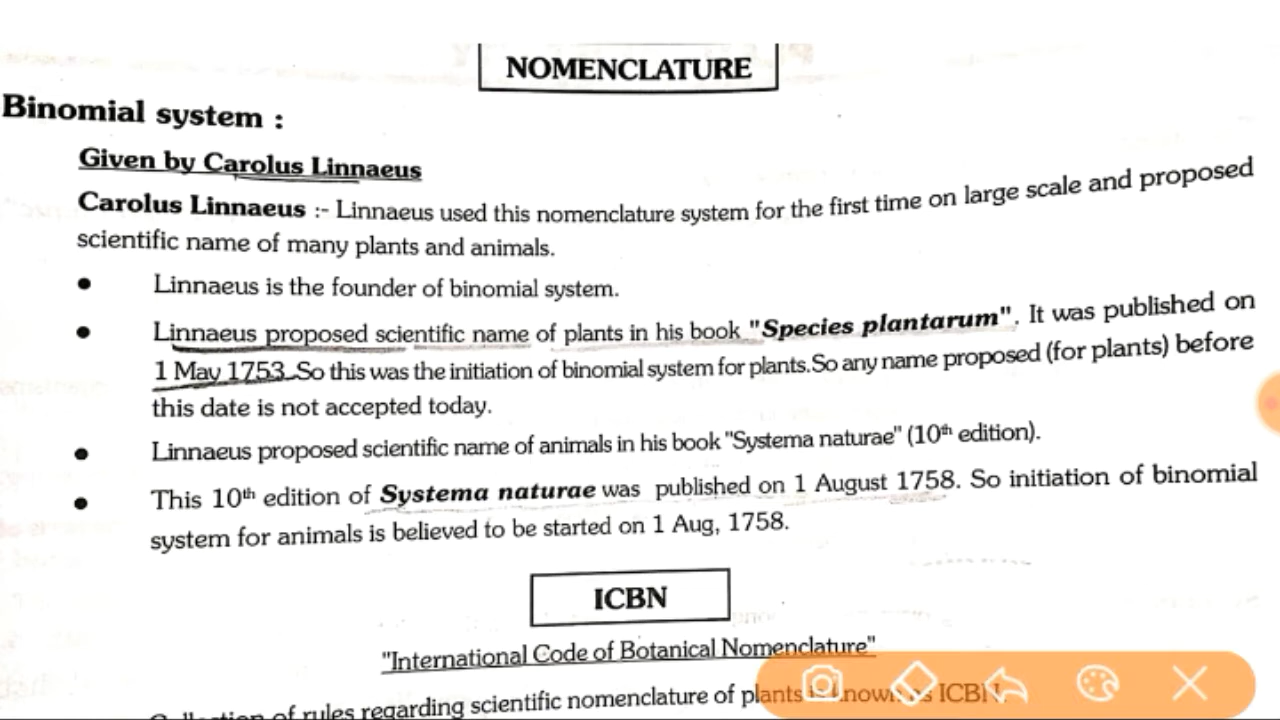 NOMENCLATURE
Binomial system :
Given by Carolus Linnaeus
Carolus Linnaeus :- Linnaeus used this nomenclature system for the first time on large scale and proposed
scientific name of many plants and animals.
● Linnaeus is the founder of binomial system.
● Linnaeus proposed scientific name of plants in his book "Species plantarum". It was published on
1 May 1753.So this was the initiation of binomial system for plants.So any name proposed (for plants) before
this date is not accepted today.
● Linnaeus proposed scientific name of animals in his book "Systema naturae" (10th edition).
● This 10th edition of Systema naturae was published on 1 August 1758. So initiation of binomial
system for animals is believed to be started on 1 Aug, 1758.
ICBN
"International Code of Botanical Nomenclature"
of rules regarding scientific nomenclature of plants